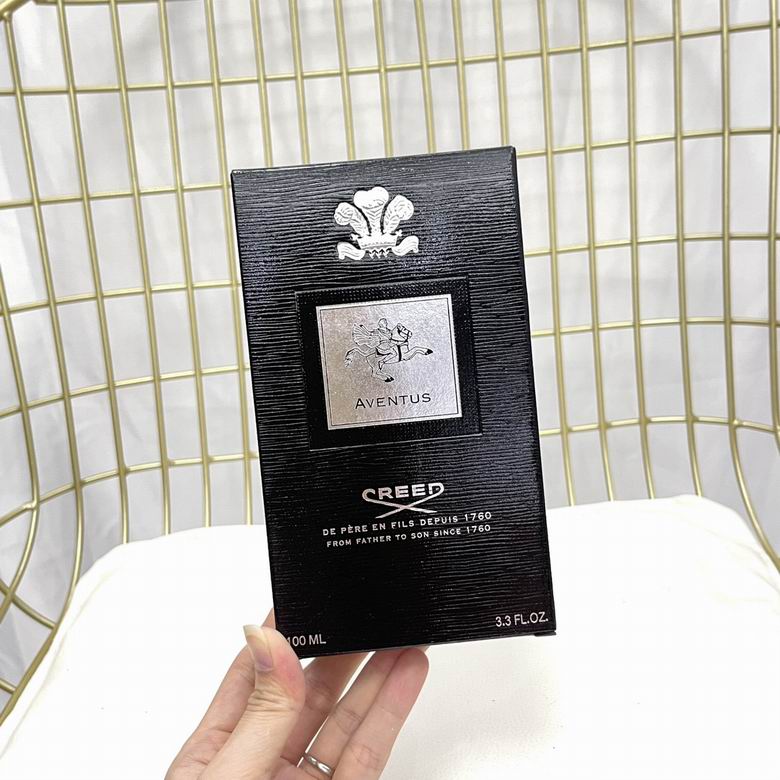 AVENTUS
CREED
DE PÈRE EN FILS DEPUIS 1760
FROM FATHER TO SON SINCE 1760
100 ML
3.3 FL.OZ.